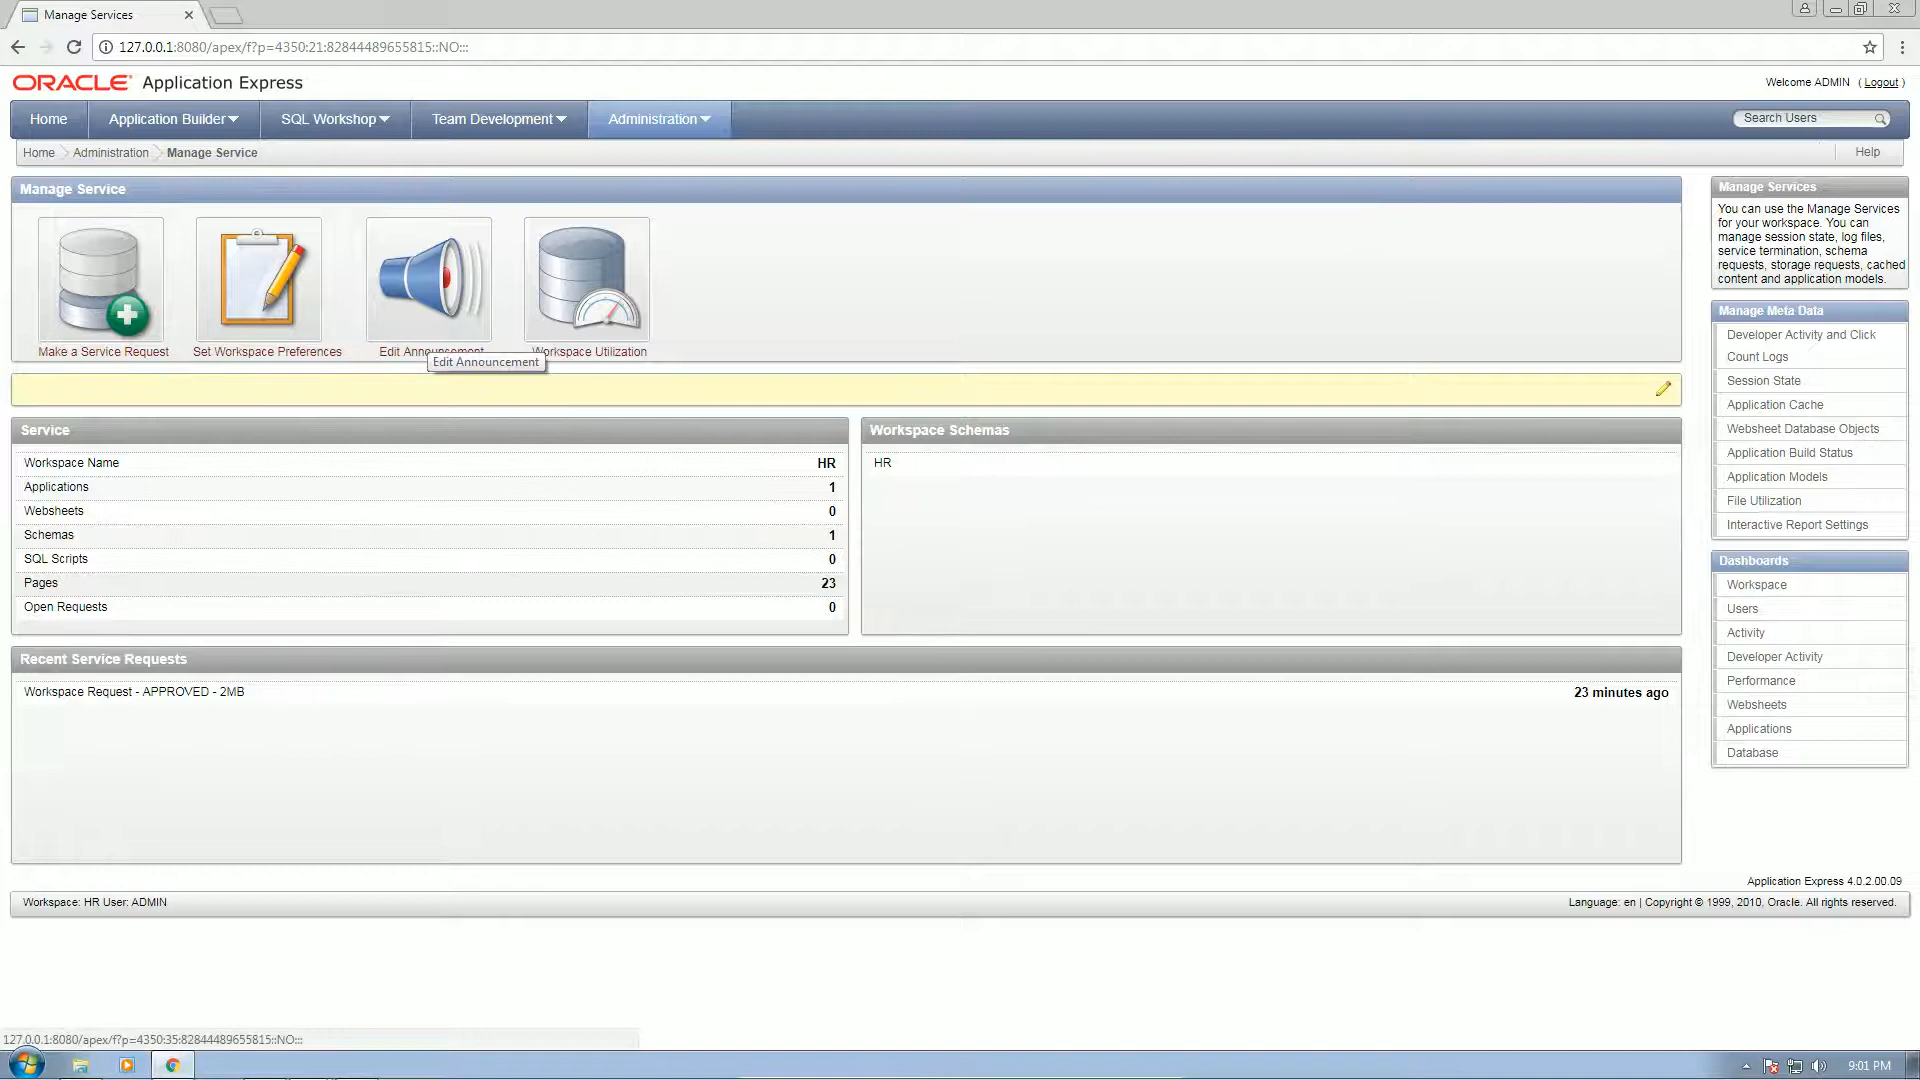 Manage Services
127.0.0.1:8080/apex/f?p=4350:21:82844489655815::NO:::
ORACLE Application Express
Welcome ADMIN ( Logout )
Home Application Builder SQL Workshop Team Development Administration
Search Users
Home Administration Manage Service
Help
Manage Service
Make a Service Request
Set Workspace Preferences
Edit Announcement
Workspace Utilization
Edit Announcement
Service
Workspace Name HR
Applications 1
Websheets 0
Schemas 1
SQL Scripts 0
Pages 23
Open Requests 0
Workspace Schemas
HR
Recent Service Requests
Workspace Request - APPROVED - 2MB 23 minutes ago
Manage Services
You can use the Manage Services
for your workspace. You can
manage session state, log files,
service termination, schema
requests, storage requests, cached
content and application models.
Manage Meta Data
Developer Activity and Click
Count Logs
Session State
Application Cache
Websheet Database Objects
Application Build Status
Application Models
File Utilization
Interactive Report Settings
Dashboards
Workspace
Users
Activity
Developer Activity
Performance
Websheets
Applications
Database
Application Express 4.0.2.00.09
Workspace: HR User: ADMIN
Language: en | Copyright © 1999, 2010, Oracle. All rights reserved.
127.0.0.1:8080/apex/f?p=4350:35:82844489655815::NO:::
9:01 PM